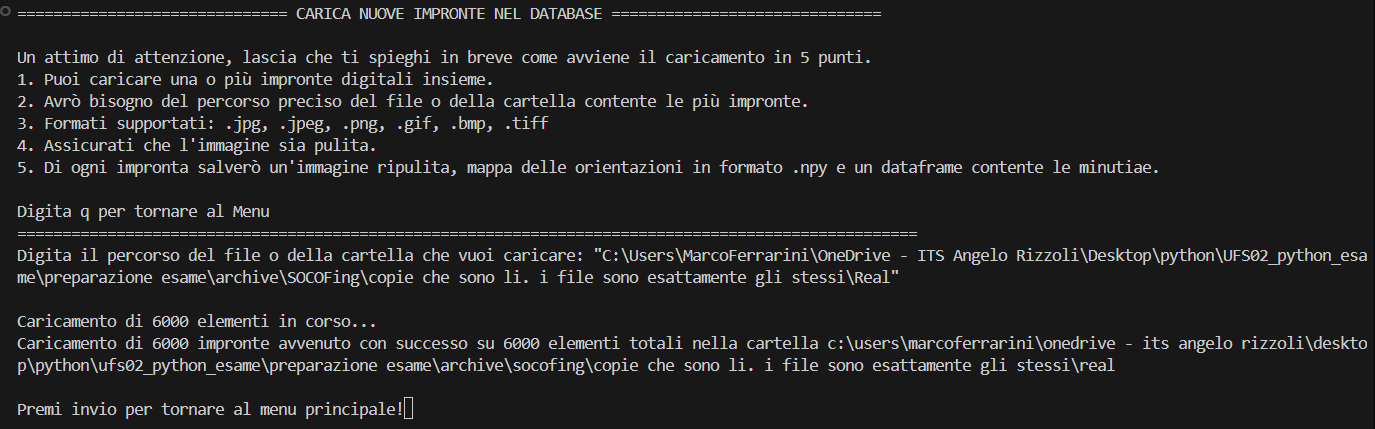 ============================== CARICA NUOVE IMPRONTE NEL DATABASE ==============================
Un attimo di attenzione, lascia che ti spieghi in breve come avviene il caricamento in 5 punti.
1. Puoi caricare una o più impronte digitali insieme.
2. Avrò bisogno del percorso preciso del file o della cartella contente le più impronte.
3. Formati supportati: .jpg, .jpeg, .png, .gif, .bmp, .tiff
4. Assicurati che l'immagine sia pulita.
5. Di ogni impronta salverò un'immagine ripulita, mappa delle orientazioni in formato .npy e un dataframe contente le minutiae.
Digita q per tornare al Menu
====================================================================================================
Digita il percorso del file o della cartella che vuoi caricare: "C:\Users\MarcoFerrarini\OneDrive - ITS Angelo Rizzoli\Desktop\python\UFS02_python_esa
me\preparazione esame\archive\SOCOFing\copie che sono li. i file sono esattamente gli stessi\Real"
Caricamento di 6000 elementi in corso...
Caricamento di 6000 impronte avvenuto con successo su 6000 elementi totali nella cartella c:\users\marcoferrarini\onedrive - its angelo rizzoli\deskto
p\python\ufs02_python_esame\preparazione esame\archive\socofing\copie che sono li. i file sono esattamente gli stessi\real
Premi invio per tornare al menu principale!